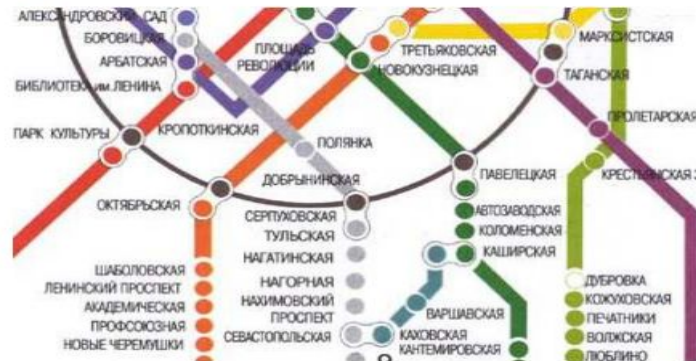 АЛЕКСАНДРОВСКИЙ САД
БОРОВИЦКАЯ
АРБАТСКАЯ
БИБЛИОТЕКА им. ЛЕНИНА
ПЛОЩАДЬ
РЕВОЛЮЦИИ
ТРЕТЬЯКОВСКАЯ
НОВОКУЗНЕЦКАЯ
МАРКСИСТСКАЯ
ТАГАНСКАЯ
ПРОЛЕТАРСКАЯ
ПАРК КУЛЬТУРЫ
КРОПОТКИНСКАЯ
ПОЛЯНКА
ДОБРЫНИНСКАЯ
ПАВЕЛЕЦКАЯ
КРЕСТЬЯНСКАЯ З
ОКТЯБРЬСКАЯ
СЕРПУХОВСКАЯ
ТУЛЬСКАЯ
НАГАТИНСКАЯ
НАГОРНАЯ
НАХИМОВСКИЙ
ПРОСПЕКТ
СЕВАСТОПОЛЬСКАЯ
АВТОЗАВОДСКАЯ
КОЛОМЕНСКАЯ
КАШИРСКАЯ
ВАРШАВСКАЯ
КАХОВСКАЯ
КАНТЕМИРОВСКАЯ
ШАБОЛОВСКАЯ
ЛЕНИНСКИЙ ПРОСПЕКТ
АКАДЕМИЧЕСКАЯ
ПРОФСОЮЗНАЯ
НОВЫЕ ЧЕРЕМУШКИ
ДУБРОВКА
КОЖУХОВСКАЯ
ПЕЧАТНИКИ
ВОЛЖСКАЯ
ЛЮБЛИНО